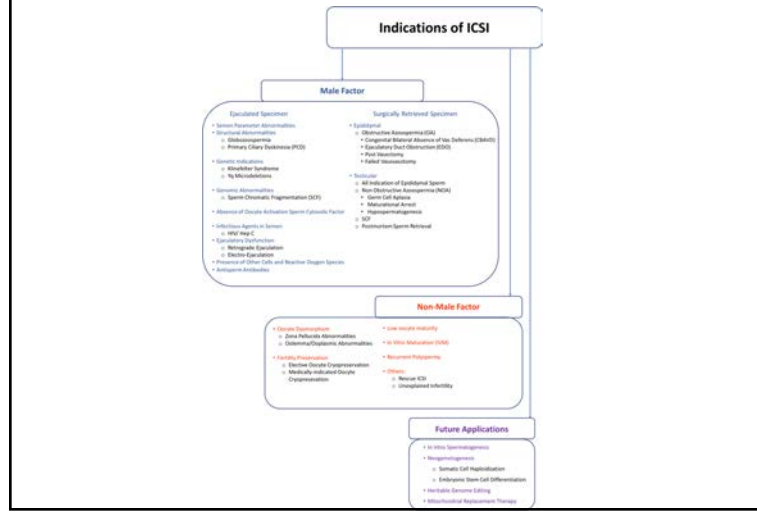 Indications of ICSI
Male Factor
Ejaculated Specimen
• Semen Parameter Abnormalities
• Structural Abnormalities
o Globozoospermia
o Primary Ciliary Dyskinesia (PCD)
• Genetic Indications
o Klinefelter Syndrome
o Yq Microdeletions
• Genomic Abnormalities
o Sperm Chromatic Fragmentation (SCF)
• Absence of Oocyte Activation Sperm Cytosolic Factor
• Infectious Agents in Semen
o HIV/ Hep C
• Ejaculatory Dysfunction
o Retrograde Ejaculation
o Electro-Ejaculation
• Presence of Other Cells and Reactive Oxygen Species
• Antisperm Antibodies
Surgically Retrieved Specimen
• Epididymal
o Obstructive Azoospermia (OA)
• Congenital Bilateral Absence of Vas Deferens (CBAVD)
• Ejaculatory Duct Obstruction (EDO)
• Post Vasectomy
• Failed Vasovasostomy
• Testicular
o All Indication of Epididymal Sperm
o Non Obstructive Azoospermia (NOA)
• Germ Cell Aplasia
• Maturational Arrest
• Hypospermatogenesis
o SCF
o Postmortem Sperm Retrieval
Non-Male Factor
• Oocyte Dysmorphism
o Zona Pellucida Abnormalities
o Oolemma/Ooplasmic Abnormalities
• Fertility Preservation
o Elective Oocyte Cryopreservation
o Medically Indicated Oocyte
Cryopreservation
• Low oocyte maturity
• In Vitro Maturation (IVM)
• Recurrent Polyspermy
• Others:
o Rescue ICSI
o Unexplained Infertility
Future Applications
• In Vitro Spermatogenesis
• Neogametogenesis
o Somatic Cell Haploidization
o Embryonic Stem Cell Differentiation
• Heritable Genome Editing
• Mitochondrial Replacement Therapy